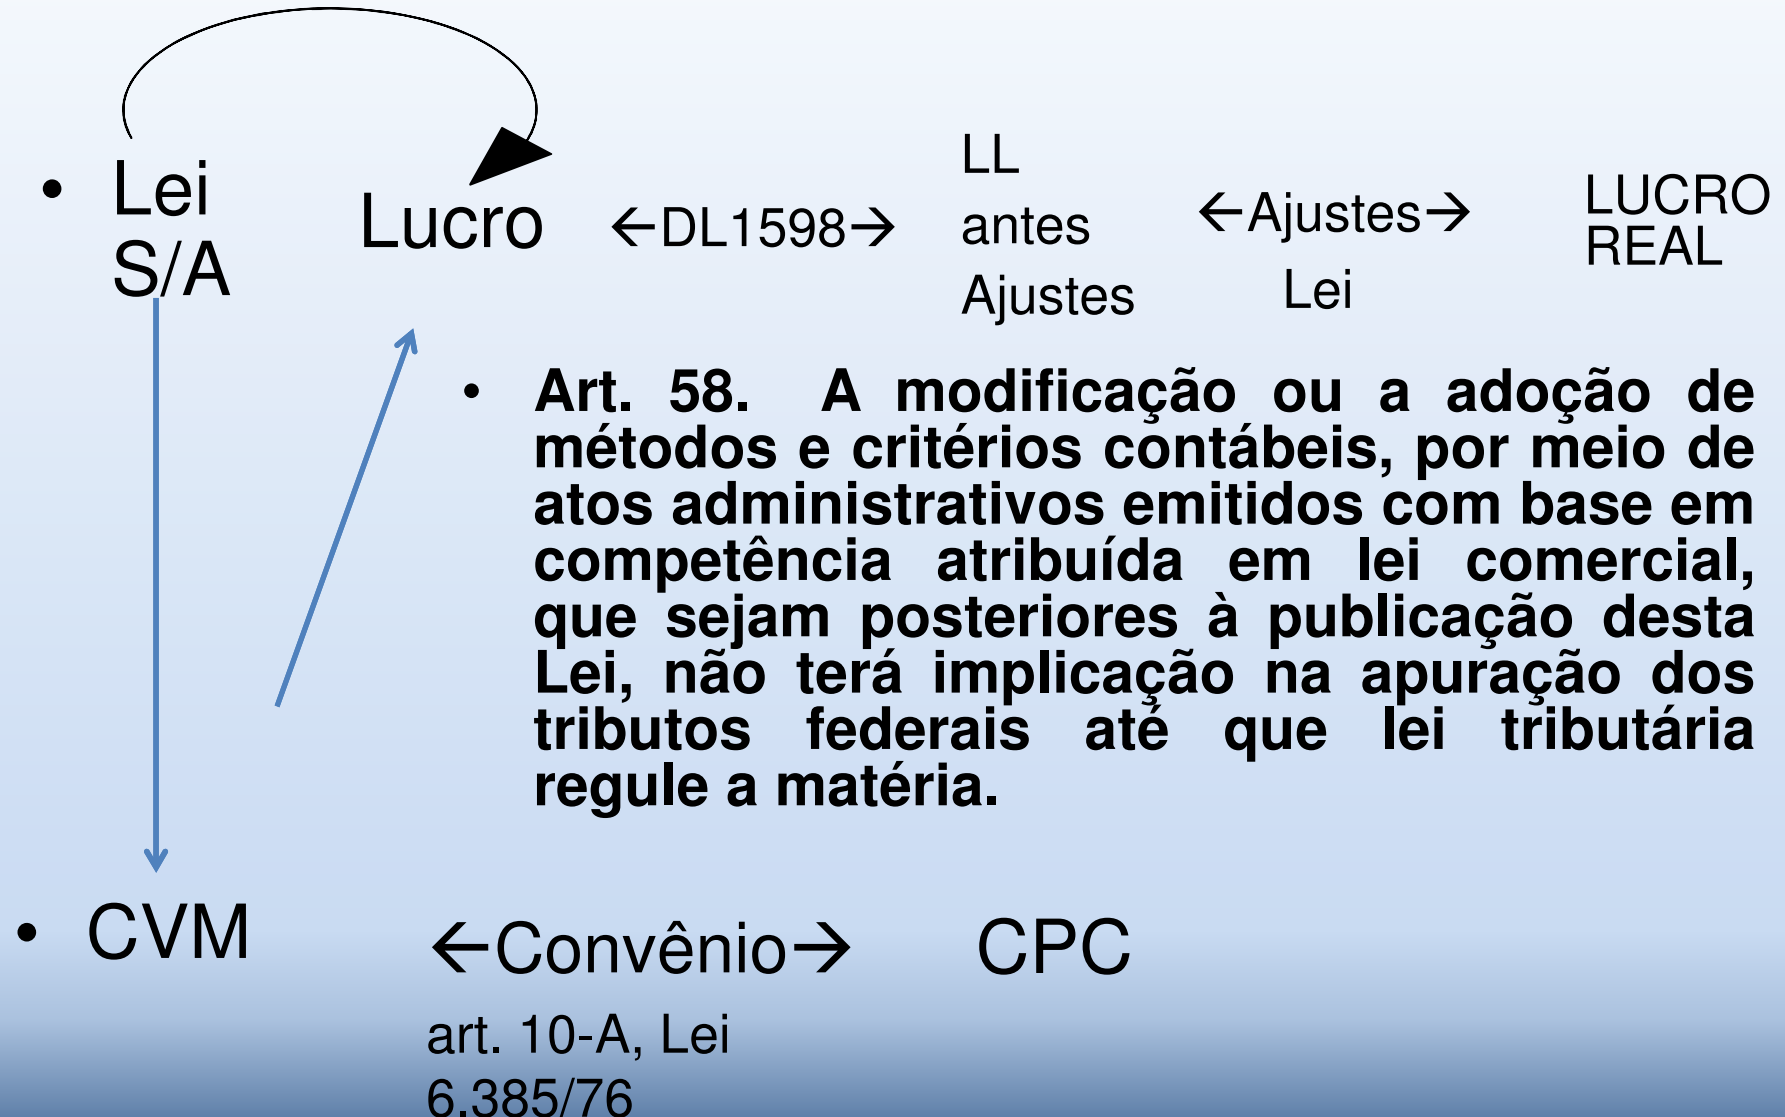 • Lei
S/A
Lucro
←DL1598→
LL
antes
Ajustes
←Ajustes→
Lei
LUCRO
REAL
• Art. 58. A modificação ou a adoção de
métodos e critérios contábeis, por meio de
atos administrativos emitidos com base em
competência atribuída em lei comercial,
que sejam posteriores à publicação desta
Lei, não terá implicação na apuração dos
tributos federais até que lei tributária
regule a matéria.
• CVM
←Convênio→
CPC
art. 10-A, Lei
6.385/76